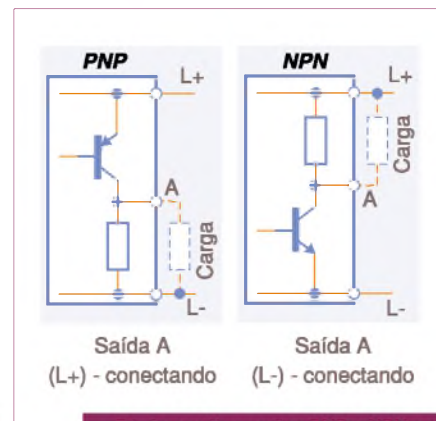 PNP
L+
A
Carga
L-
Saída A
(L+) - conectando
NPN
L+
Carga
A
L-
Saída A
(L-) - conectando